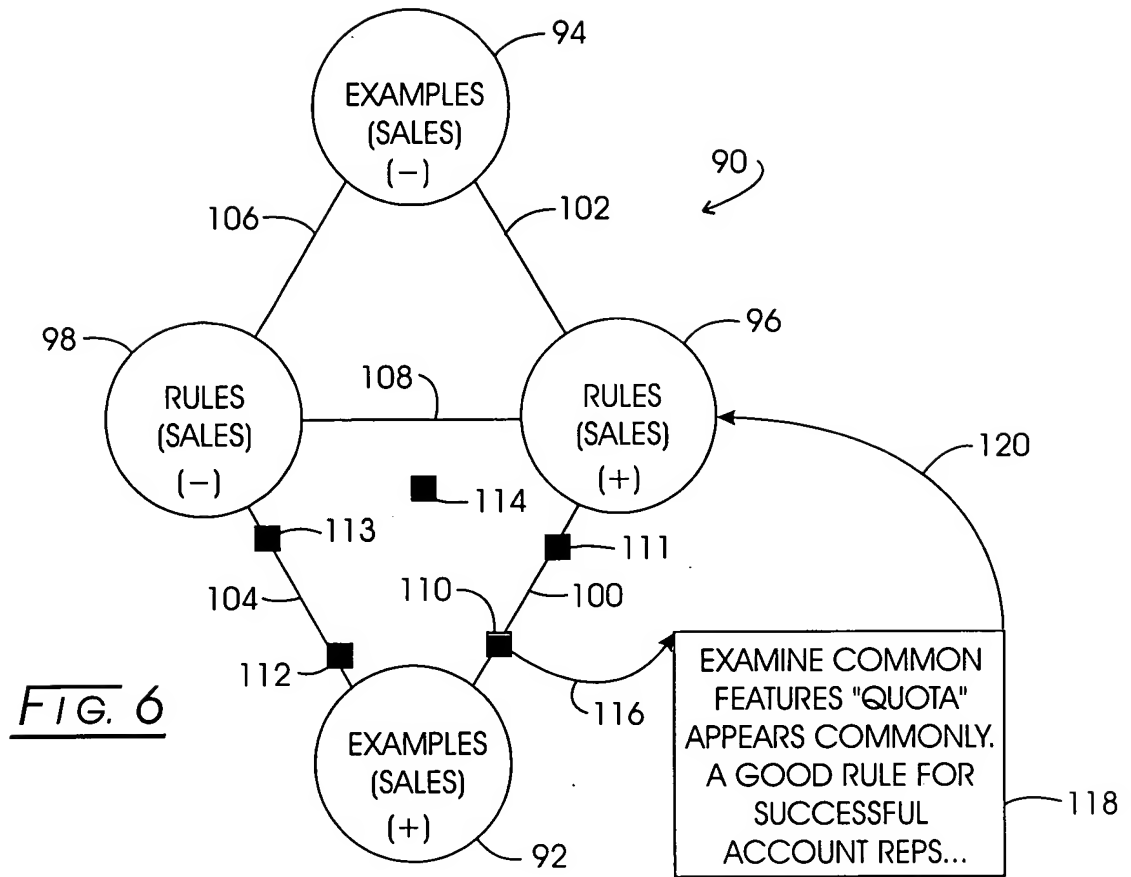 94
EXAMPLES
(SALES)
(−)
90
106
102
98
96
108
RULES
(SALES)
(−)
RULES
(SALES)
(+)
120
114
113
111
110
104
100
112
116
FIG. 6
EXAMPLES
(SALES)
(+)
92
EXAMINE COMMON
FEATURES "QUOTA"
APPEARS COMMONLY.
A GOOD RULE FOR
SUCCESSFUL
ACCOUNT REPS...
118